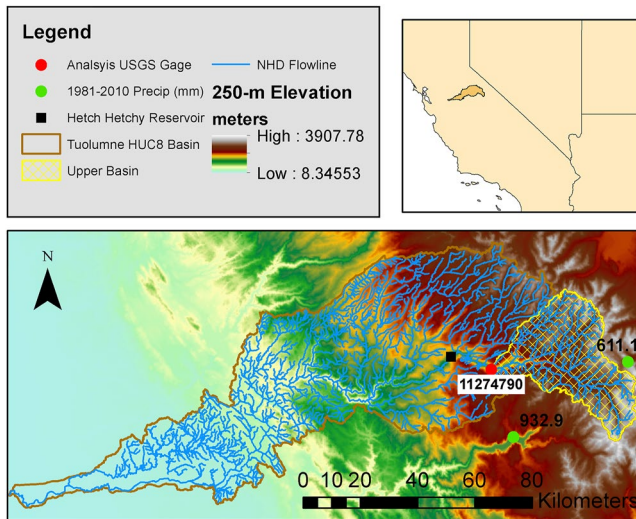 Legend
Analsyis USGS Gage
NHD Flowline
1981-2010 Precip (mm)
250-m Elevation
meters
Hetch Hetchy Reservoir
High : 3907.78
Tuolumne HUC8 Basin
Upper Basin
Low : 8.34553
N
611.1
11274790
932.9
0 10 20 40 60 80
Kilometers